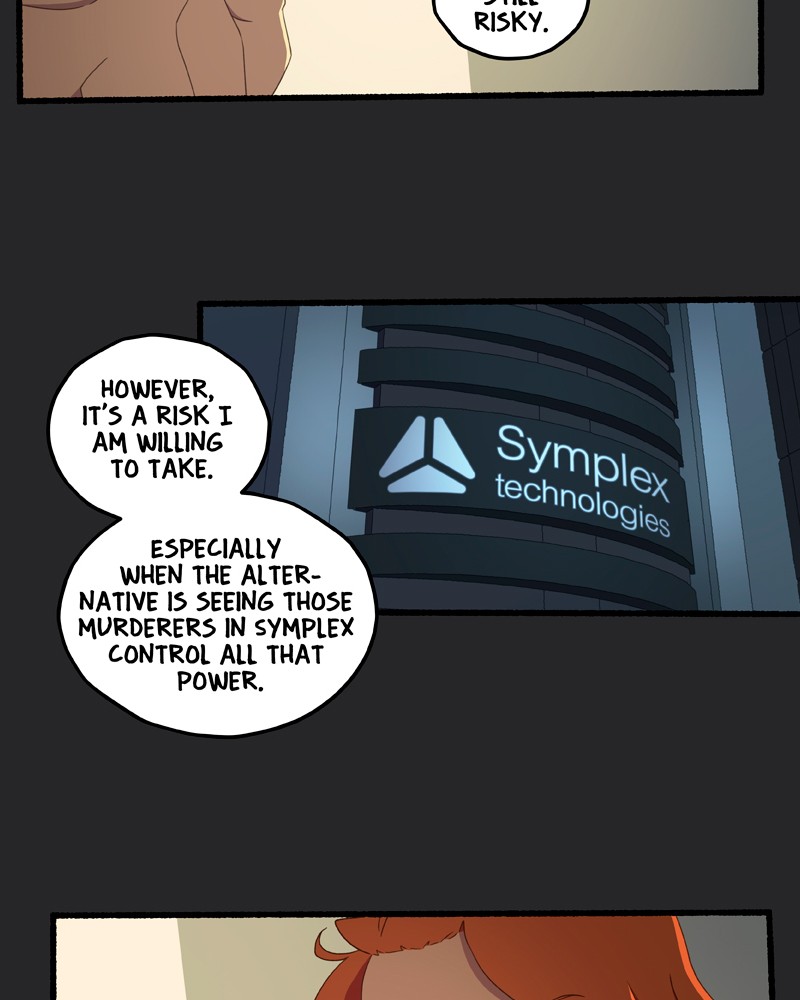 STILL
RISKY.
HOWEVER,
IT'S A RISK I
AM WILLING
TO TAKE.
ESPECIALLY
WHEN THE ALTER-
NATIVE IS SEEING THOSE
MURDERERS IN SYMPLEX
CONTROL ALL THAT
POWER.
Symplex
technologies